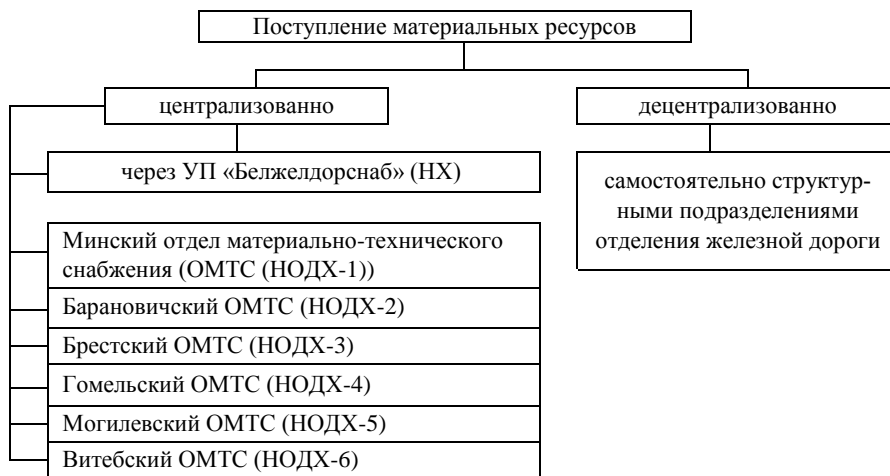 Поступление материальных ресурсов
централизованно
децентрализованно
через УП «Белжелдорснаб» (НХ)
самостоятельно структур-
ными подразделениями
отделения железной дороги
Минский отдел материально-технического
снабжения (ОМТС (НОДХ-1))
Барановичский ОМТС (НОДХ-2)
Брестский ОМТС (НОДХ-3)
Гомельский ОМТС (НОДХ-4)
Могилевский ОМТС (НОДХ-5)
Витебский ОМТС (НОДХ-6)